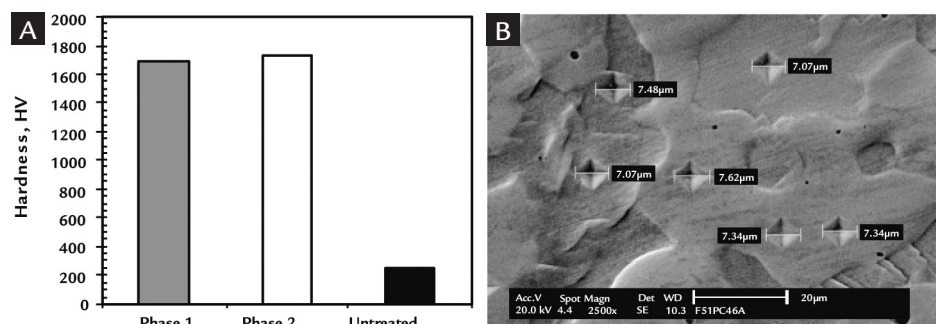 A
Hardness, HV
2000
1800
1600
1400
1200
1000
800
600
400
200
0
Phase 1
Phase 2
Untreated
B
7.07µm
7.48µm
7.07µm
7.62µm
7.34µm
7.34µm
Acc.V Spot Magn Det WD 20µm
20.0 kV 4.4 2500x SE 10.3 F51PC46A